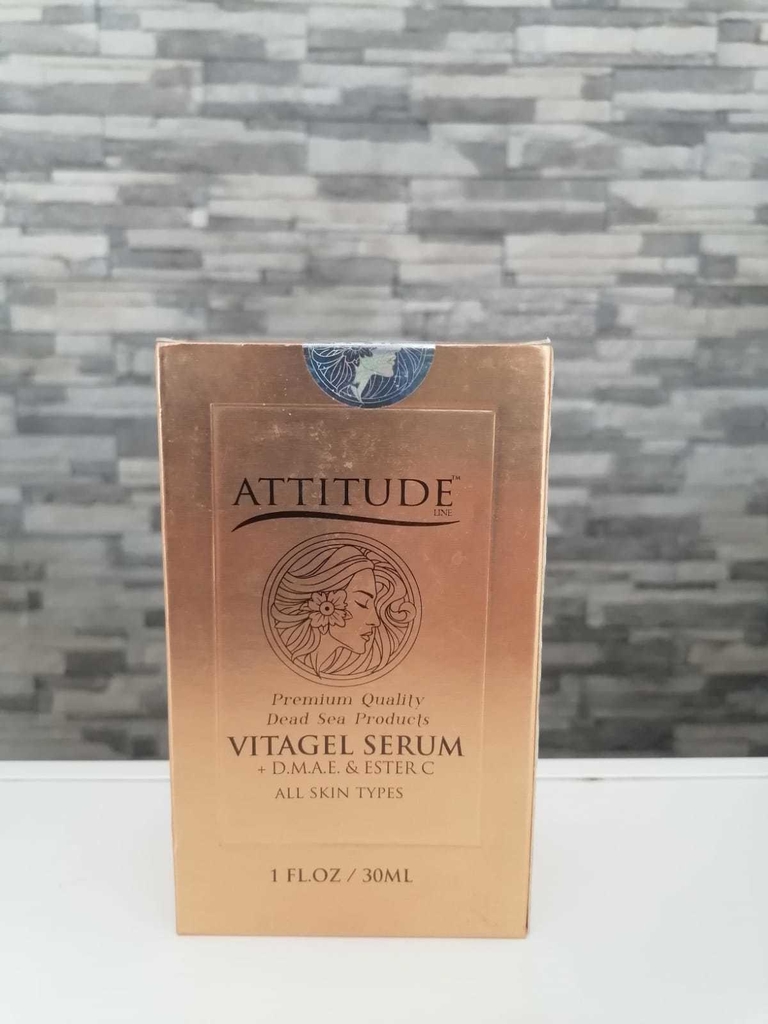 ATTITUDE™
LINE
Premium Quality
Dead Sea Products
VITAGEL SERUM
+ D.M.A.E. & ESTER C
ALL SKIN TYPES
1 FL.OZ / 30ML